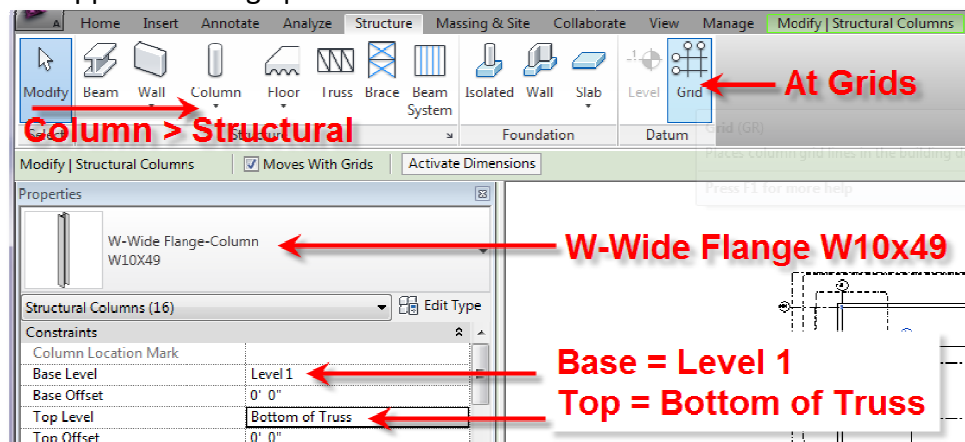 A Home Insert Annotate Analyze Structure Massing & Site Collaborate View Manage Modify | Structural Columns
Modify Beam Wall Column Floor Truss Brace Beam System Isolated Wall Slab Level Grid
At Grids
Column > Structural
Select Structure Foundation Datum
Grid (GR)
Modify | Structural Columns Moves With Grids Activate Dimensions
Places column grid lines in the building de
Press F1 for more help
Properties
W-Wide Flange-Column
W10X49
W-Wide Flange W10x49
Structural Columns (16) Edit Type
Constraints
Column Location Mark
Base Level Level 1
Base Offset 0' 0"
Top Level Bottom of Truss
Top Offset 0' 0"
Base = Level 1
Top = Bottom of Truss